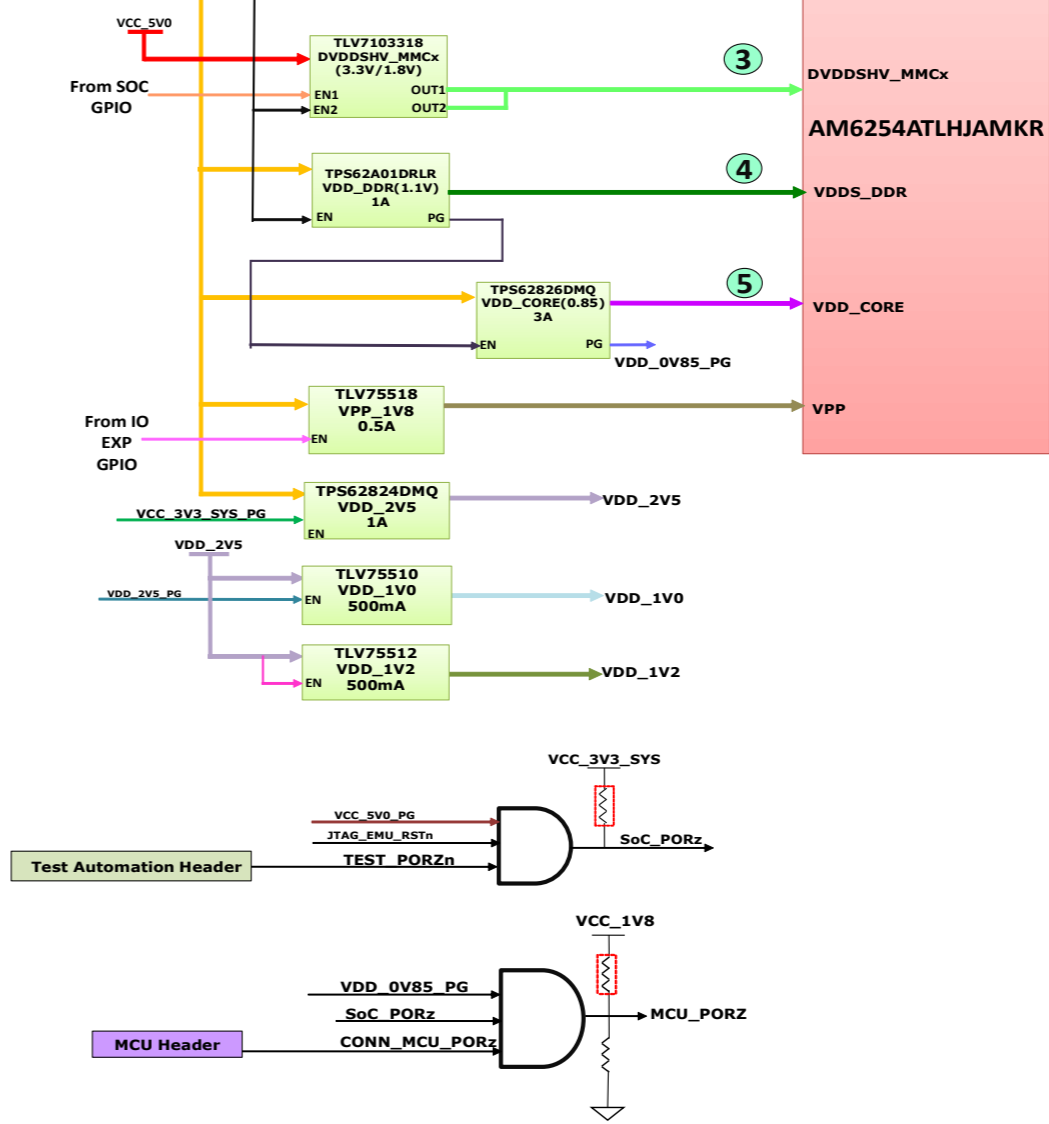 VCC_5V0
TLV7103318
DVDDSHV_MMCx
(3.3V/1.8V)
From SOC
GPIO
EN1
EN2
OUT1
OUT2
3
DVDDSHV_MMCx
AM6254ATLHJAMKR
TPS62A01DRLR
VDD_DDR(1.1V)
1A
EN
PG
4
VDDS_DDR
TPS62826DMQ
VDD_CORE(0.85)
3A
EN
PG
5
VDD_CORE
VDD_0V85_PG
TLV75518
VPP_1V8
0.5A
EN
From IO
EXP
GPIO
VPP
TPS62824DMQ
VDD_2V5
1A
EN
VCC_3V3_SYS_PG
VDD_2V5
VDD_2V5
TLV75510
VDD_1V0
500mA
EN
VDD_2V5_PG
VDD_1V0
TLV75512
VDD_1V2
500mA
EN
VDD_1V2
VCC_3V3_SYS
VCC_5V0_PG
JTAG_EMU_RSTn
TEST_PORZn
Test Automation Header
SoC_PORz
VCC_1V8
VDD_0V85_PG
SoC_PORz
CONN_MCU_PORz
MCU Header
MCU_PORZ